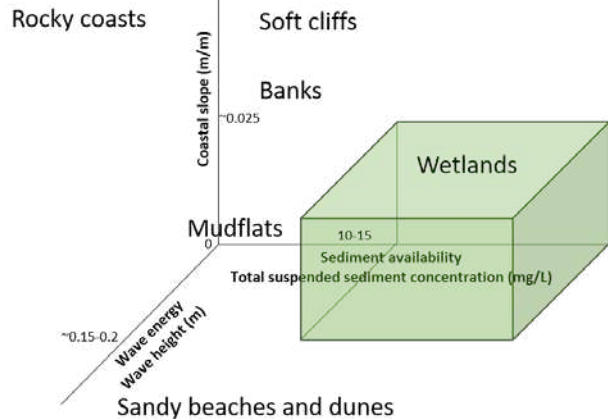 Rocky coasts
Soft cliffs
Coastal slope (m/m)
Banks
~0.025
Wetlands
Mudflats
0
10-15
Sediment availability
Total suspended sediment concentration (mg/L)
~0.15-0.2
Wave energy
Wave height (m)
Sandy beaches and dunes